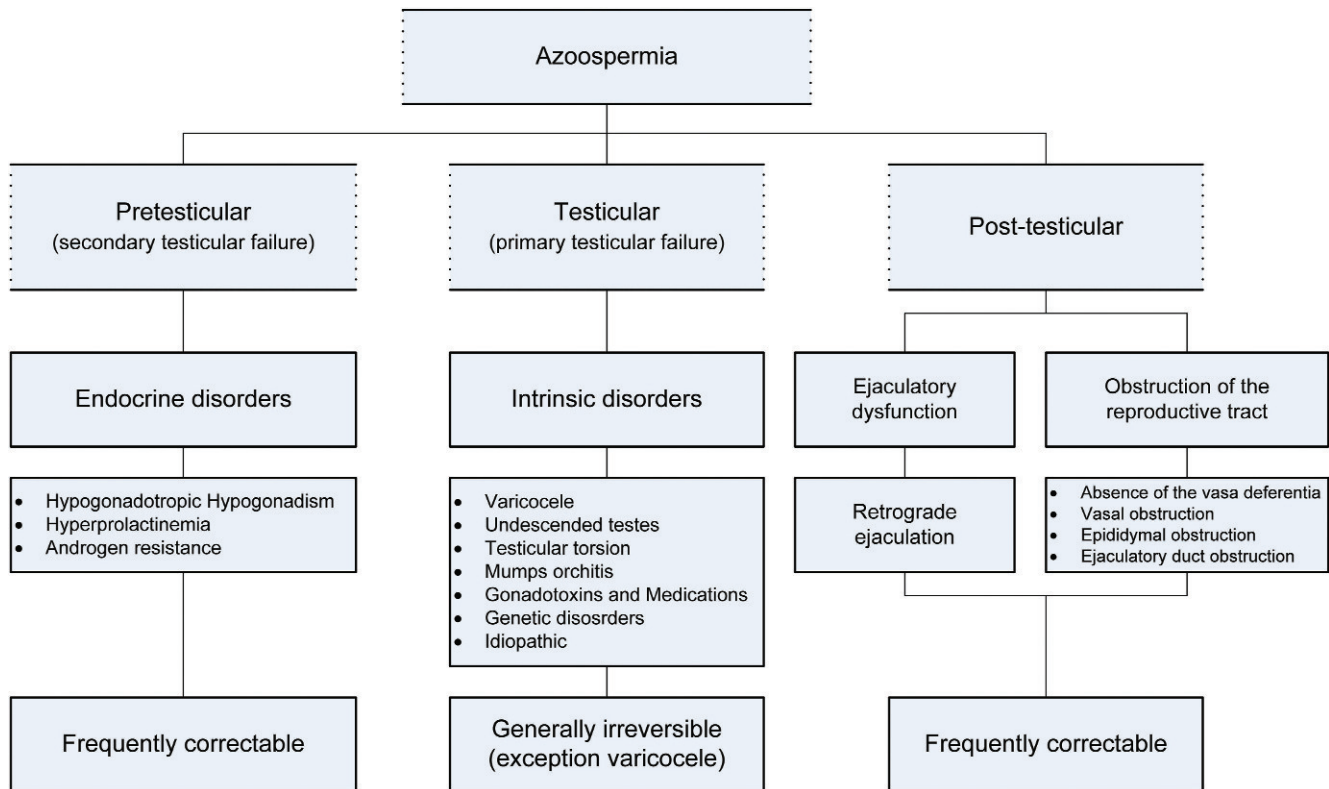 Azoospermia
Pretesticular
(secondary testicular failure)
Testicular
(primary testicular failure)
Post-testicular
Endocrine disorders
Intrinsic disorders
Ejaculatory
dysfunction
Obstruction of the
reproductive tract
• Hypogonadotropic Hypogonadism
• Hyperprolactinemia
• Androgen resistance
• Varicocele
• Undescended testes
• Testicular torsion
• Mumps orchitis
• Gonadotoxins and Medications
• Genetic disosrders
• Idiopathic
Retrograde
ejaculation
• Absence of the vasa deferentia
• Vasal obstruction
• Epididymal obstruction
• Ejaculatory duct obstruction
Frequently correctable
Generally irreversible
(exception varicocele)
Frequently correctable